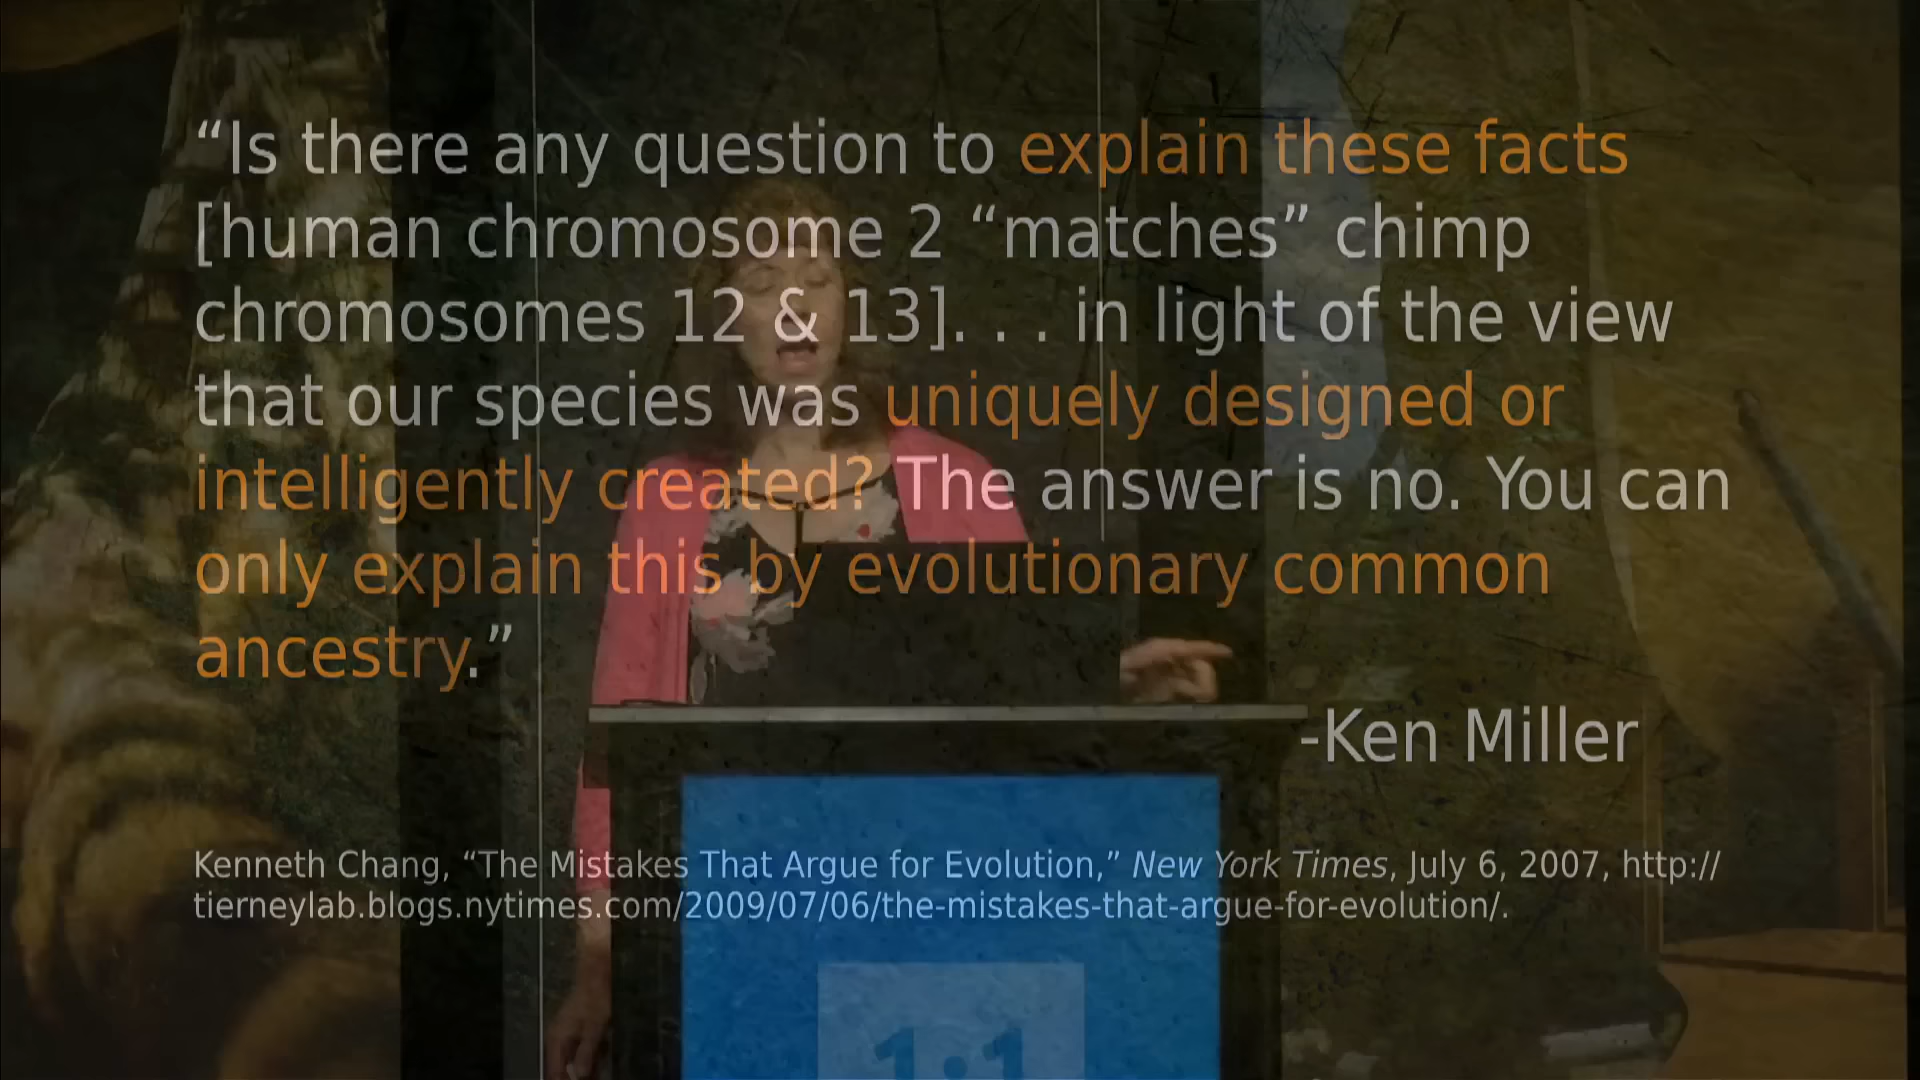 “Is there any question to explain these facts
[human chromosome 2 “matches” chimp
chromosomes 12 & 13]. . . in light of the view
that our species was uniquely designed or
intelligently created? The answer is no. You can
only explain this by evolutionary common
ancestry.”
-Ken Miller
Kenneth Chang, “The Mistakes That Argue for Evolution,” New York Times, July 6, 2007, http://
tierneylab.blogs.nytimes.com/2009/07/06/the-mistakes-that-argue-for-evolution/.
1:1